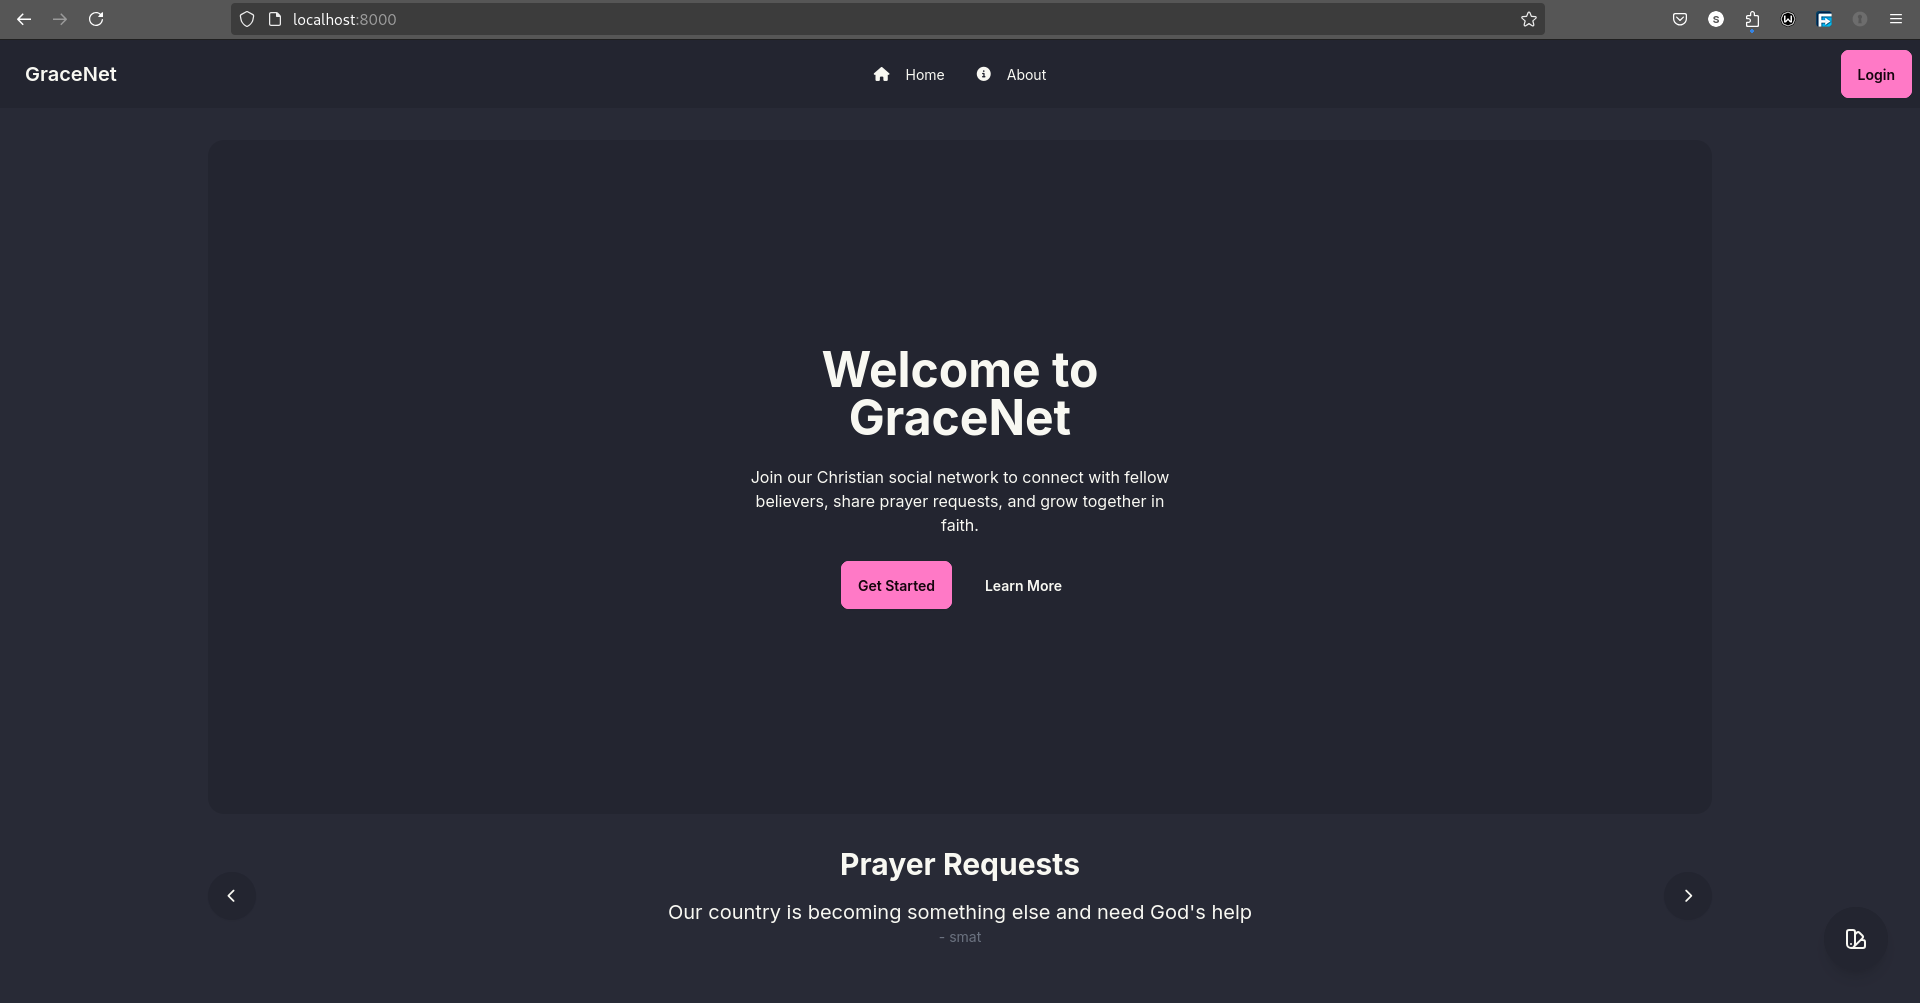 localhost:8000
GraceNet
Home
About
Login
Welcome to
GraceNet
Join our Christian social network to connect with fellow
believers, share prayer requests, and grow together in
faith.
Get Started
Learn More
Prayer Requests
Our country is becoming something else and need God's help
- smat